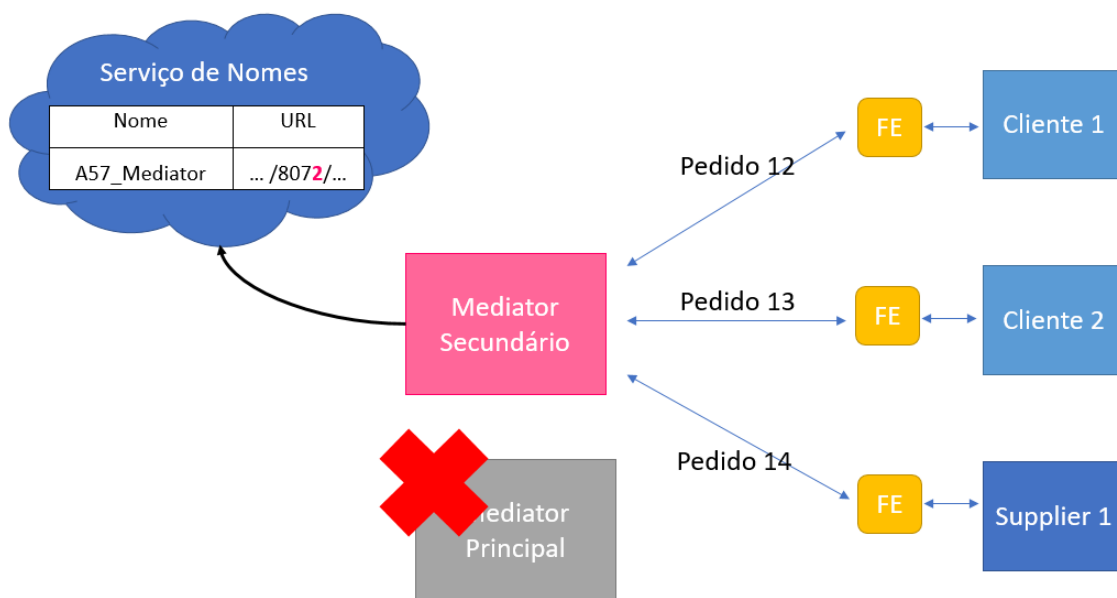 Serviço de Nomes
Nome URL
A57_Mediator ... /8072/...
FE
Cliente 1
Pedido 12
Mediator
Secundário
Pedido 13
FE
Cliente 2
Pedido 14
FE
Supplier 1
Mediator
Principal